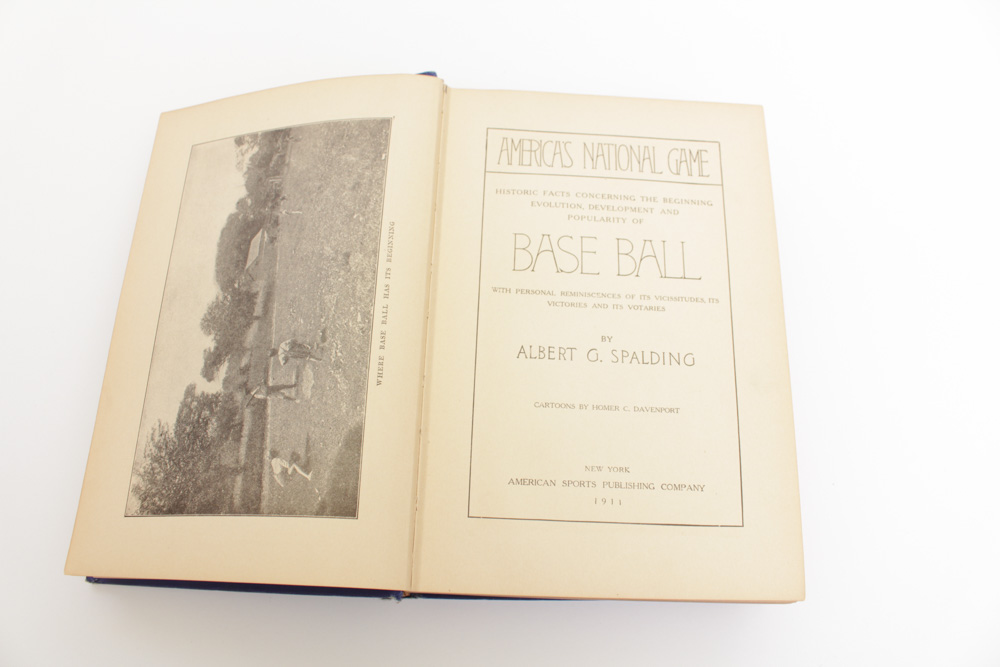 WHERE BASE BALL HAS ITS BEGINNING
AMERICA'S NATIONAL GAME
HISTORIC FACTS CONCERNING THE BEGINNING
EVOLUTION, DEVELOPMENT AND
POPULARITY OF
BASE BALL
WITH PERSONAL REMINISCENCES OF ITS VICISSITUDES, ITS
VICTORIES AND ITS VOTARIES
BY
ALBERT G. SPALDING
CARTOONS BY HOMER C. DAVENPORT
NEW YORK
AMERICAN SPORTS PUBLISHING COMPANY
1911